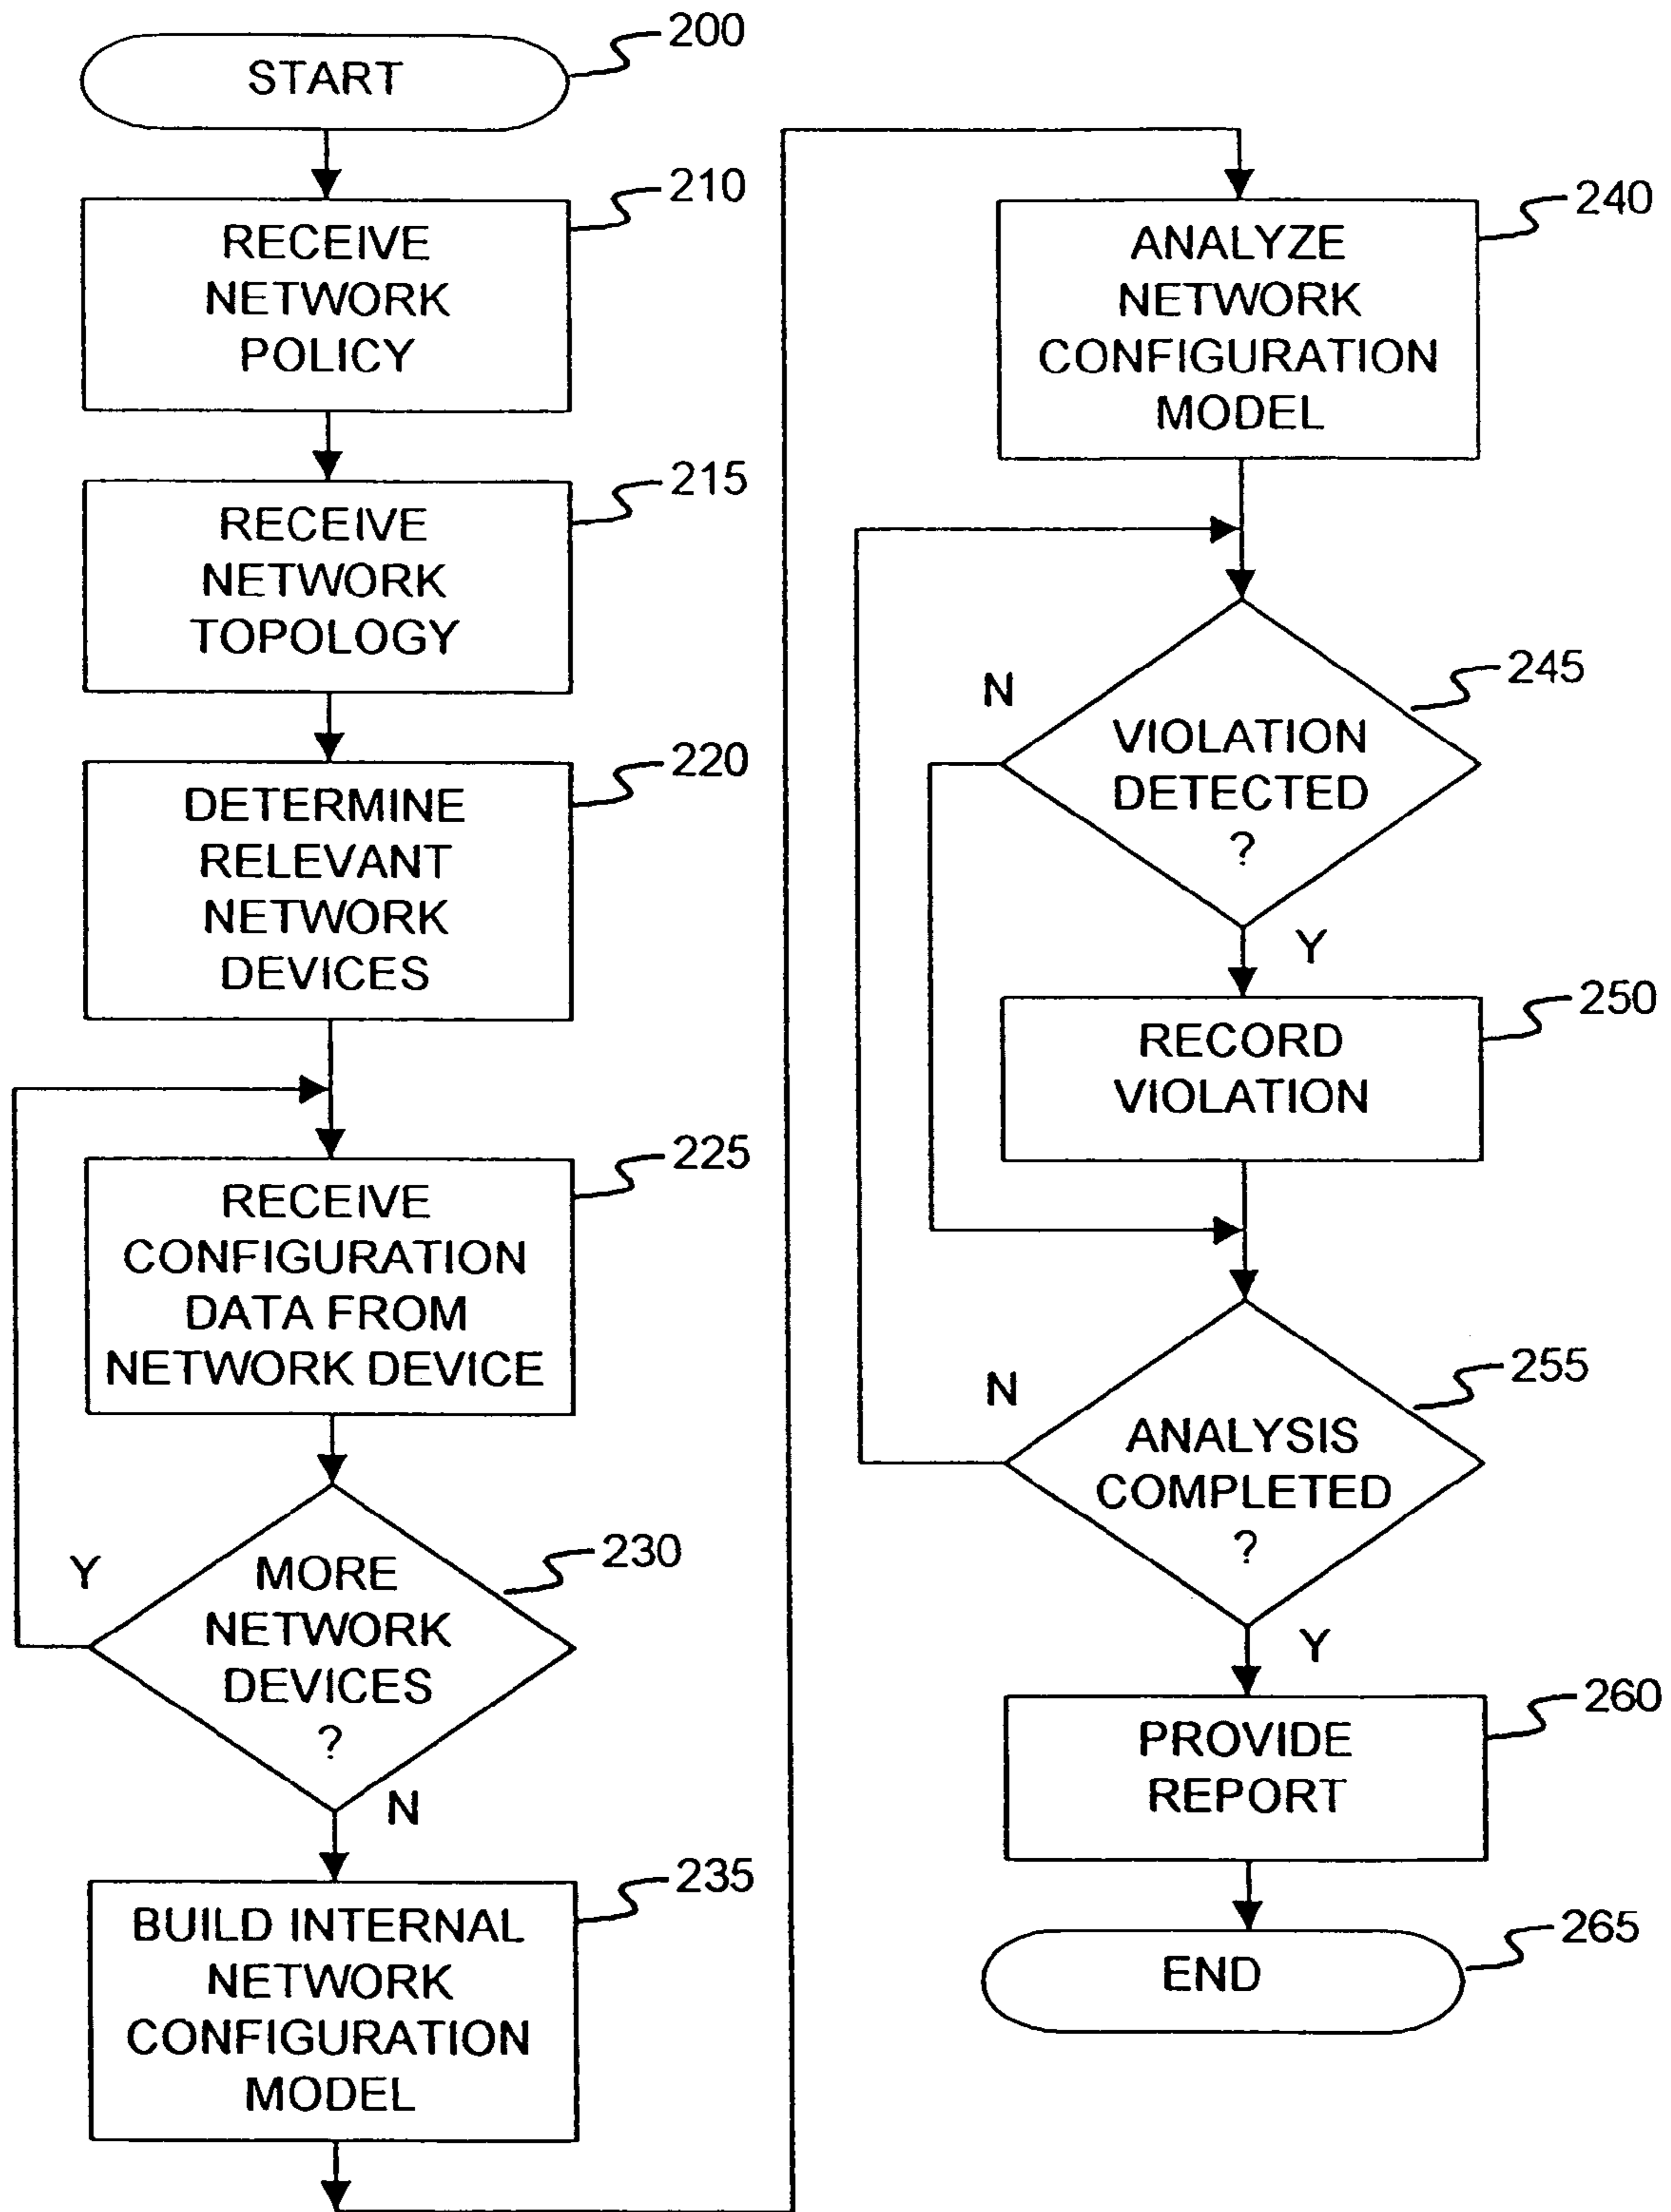 START
200
RECEIVE
NETWORK
POLICY
210
RECEIVE
NETWORK
TOPOLOGY
215
DETERMINE
RELEVANT
NETWORK
DEVICES
220
RECEIVE
CONFIGURATION
DATA FROM
NETWORK DEVICE
225
MORE
NETWORK
DEVICES
?
230
Y
N
BUILD INTERNAL
NETWORK
CONFIGURATION
MODEL
235
ANALYZE
NETWORK
CONFIGURATION
MODEL
240
VIOLATION
DETECTED
?
245
N
Y
RECORD
VIOLATION
250
ANALYSIS
COMPLETED
?
255
N
Y
PROVIDE
REPORT
260
END
265